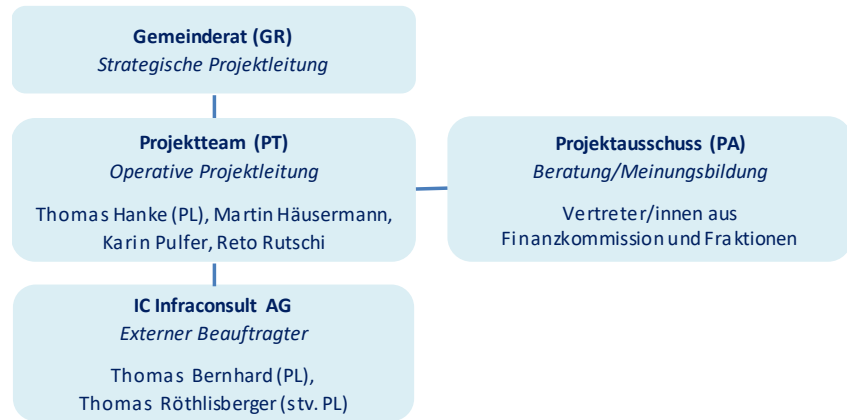 Gemeinderat (GR)
Strategische Projektleitung
Projektteam (PT)
Operative Projektleitung
Thomas Hanke (PL), Martin Häusermann,
Karin Pulfer, Reto Rutschi
Projektausschuss (PA)
Beratung/Meinungsbildung
Vertreter/innen aus
Finanzkommission und Fraktionen
IC Infraconsult AG
Externer Beauftragter
Thomas Bernhard (PL),
Thomas Röthlisberger (stv. PL)